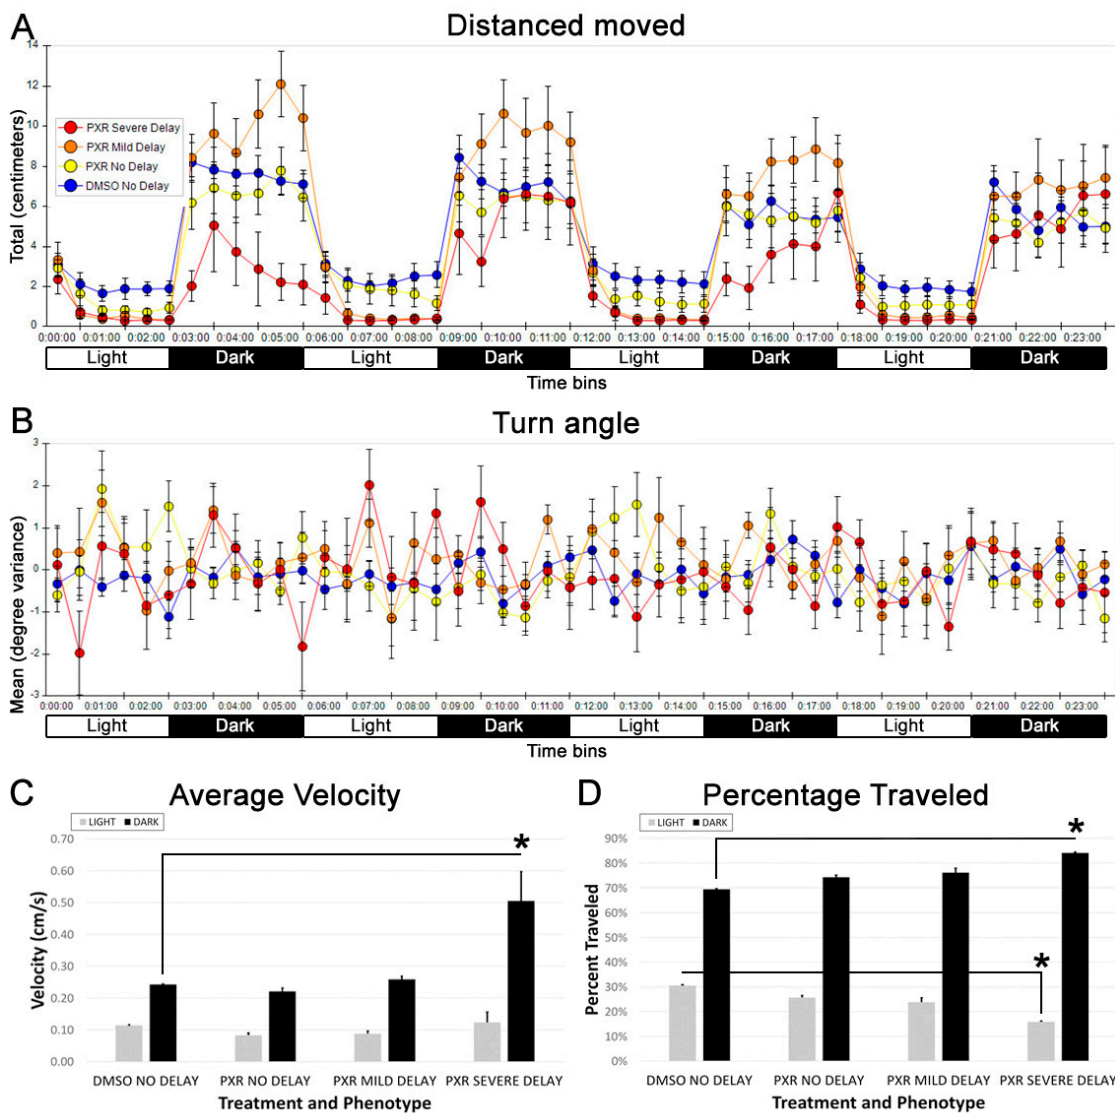 A
Distanced moved
Total (centimeters)
14
12
10
8
6
4
2
0
PXR Severe Delay
PXR Mild Delay
PXR No Delay
DMSO No Delay
0:00:00 0:01:00 0:02:00 0:03:00 0:04:00 0:05:00 0:06:00 0:07:00 0:08:00 0:09:00 0:10:00 0:11:00 0:12:00 0:13:00 0:14:00 0:15:00 0:16:00 0:17:00 0:18:00 0:19:00 0:20:00 0:21:00 0:22:00 0:23:00
Light Dark Light Dark Light Dark Light Dark
Time bins
B
Turn angle
Mean (degree variance)
3
2
1
0
-1
-2
-3
0:00:00 0:01:00 0:02:00 0:03:00 0:04:00 0:05:00 0:06:00 0:07:00 0:08:00 0:09:00 0:10:00 0:11:00 0:12:00 0:13:00 0:14:00 0:15:00 0:16:00 0:17:00 0:18:00 0:19:00 0:20:00 0:21:00 0:22:00 0:23:00
Light Dark Light Dark Light Dark Light Dark
Time bins
C
Average Velocity
LIGHT DARK
Velocity (cm/s)
0.70
0.60
0.50
0.40
0.30
0.20
0.10
0.00
*
DMSO NO DELAY PXR NO DELAY PXR MILD DELAY PXR SEVERE DELAY
Treatment and Phenotype
D
Percentage Traveled
LIGHT DARK
Percent Traveled
90%
80%
70%
60%
50%
40%
30%
20%
10%
0%
*
*
DMSO NO DELAY PXR NO DELAY PXR MILD DELAY PXR SEVERE DELAY
Treatment and Phenotype